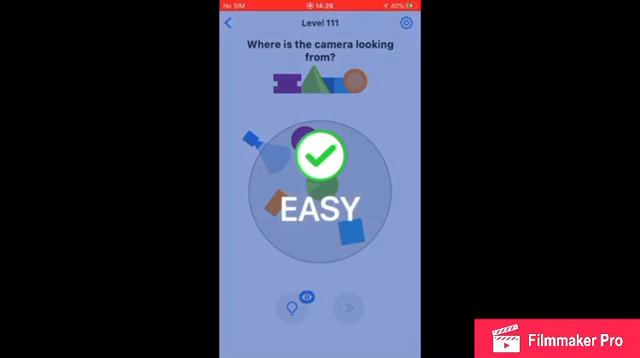 No SIM 14:28 40%
Level 111
Where is the camera looking
from?
EASY
Filmmaker Pro